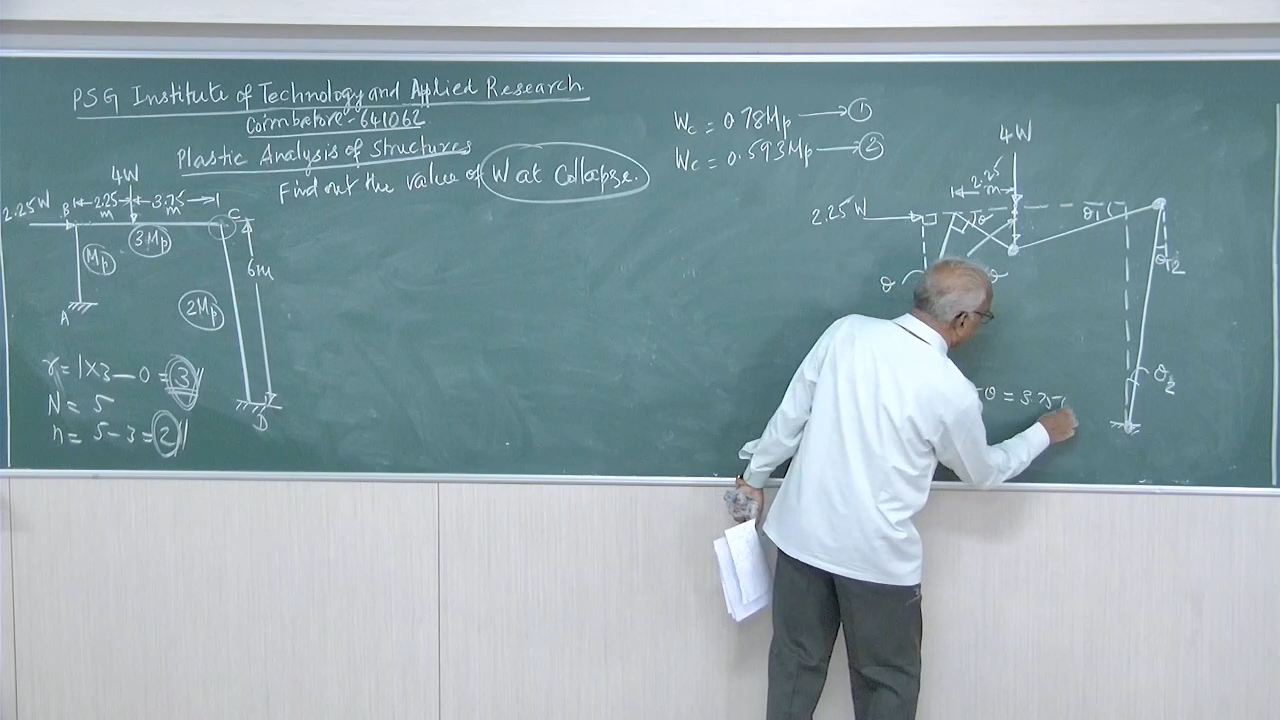 PSG Institute of Technology and Applied Research
Coimbatore - 641062
Plastic Analysis of Structures
Find out the value of W at Collapse.
4W
2.25W
B
2.25
m
3.75
m
C
3Mp
Mp
2Mp
6m
A
D
r = 1×3 – 0 = 3
N = 5
n = 5 – 3 = 2
Wc = 0.78Mp → 1
Wc = 0.593Mp → 2
4W
2.25
m
2.25W
θ
θ1
θ
θ
θ2
θ2
θ = 3.75